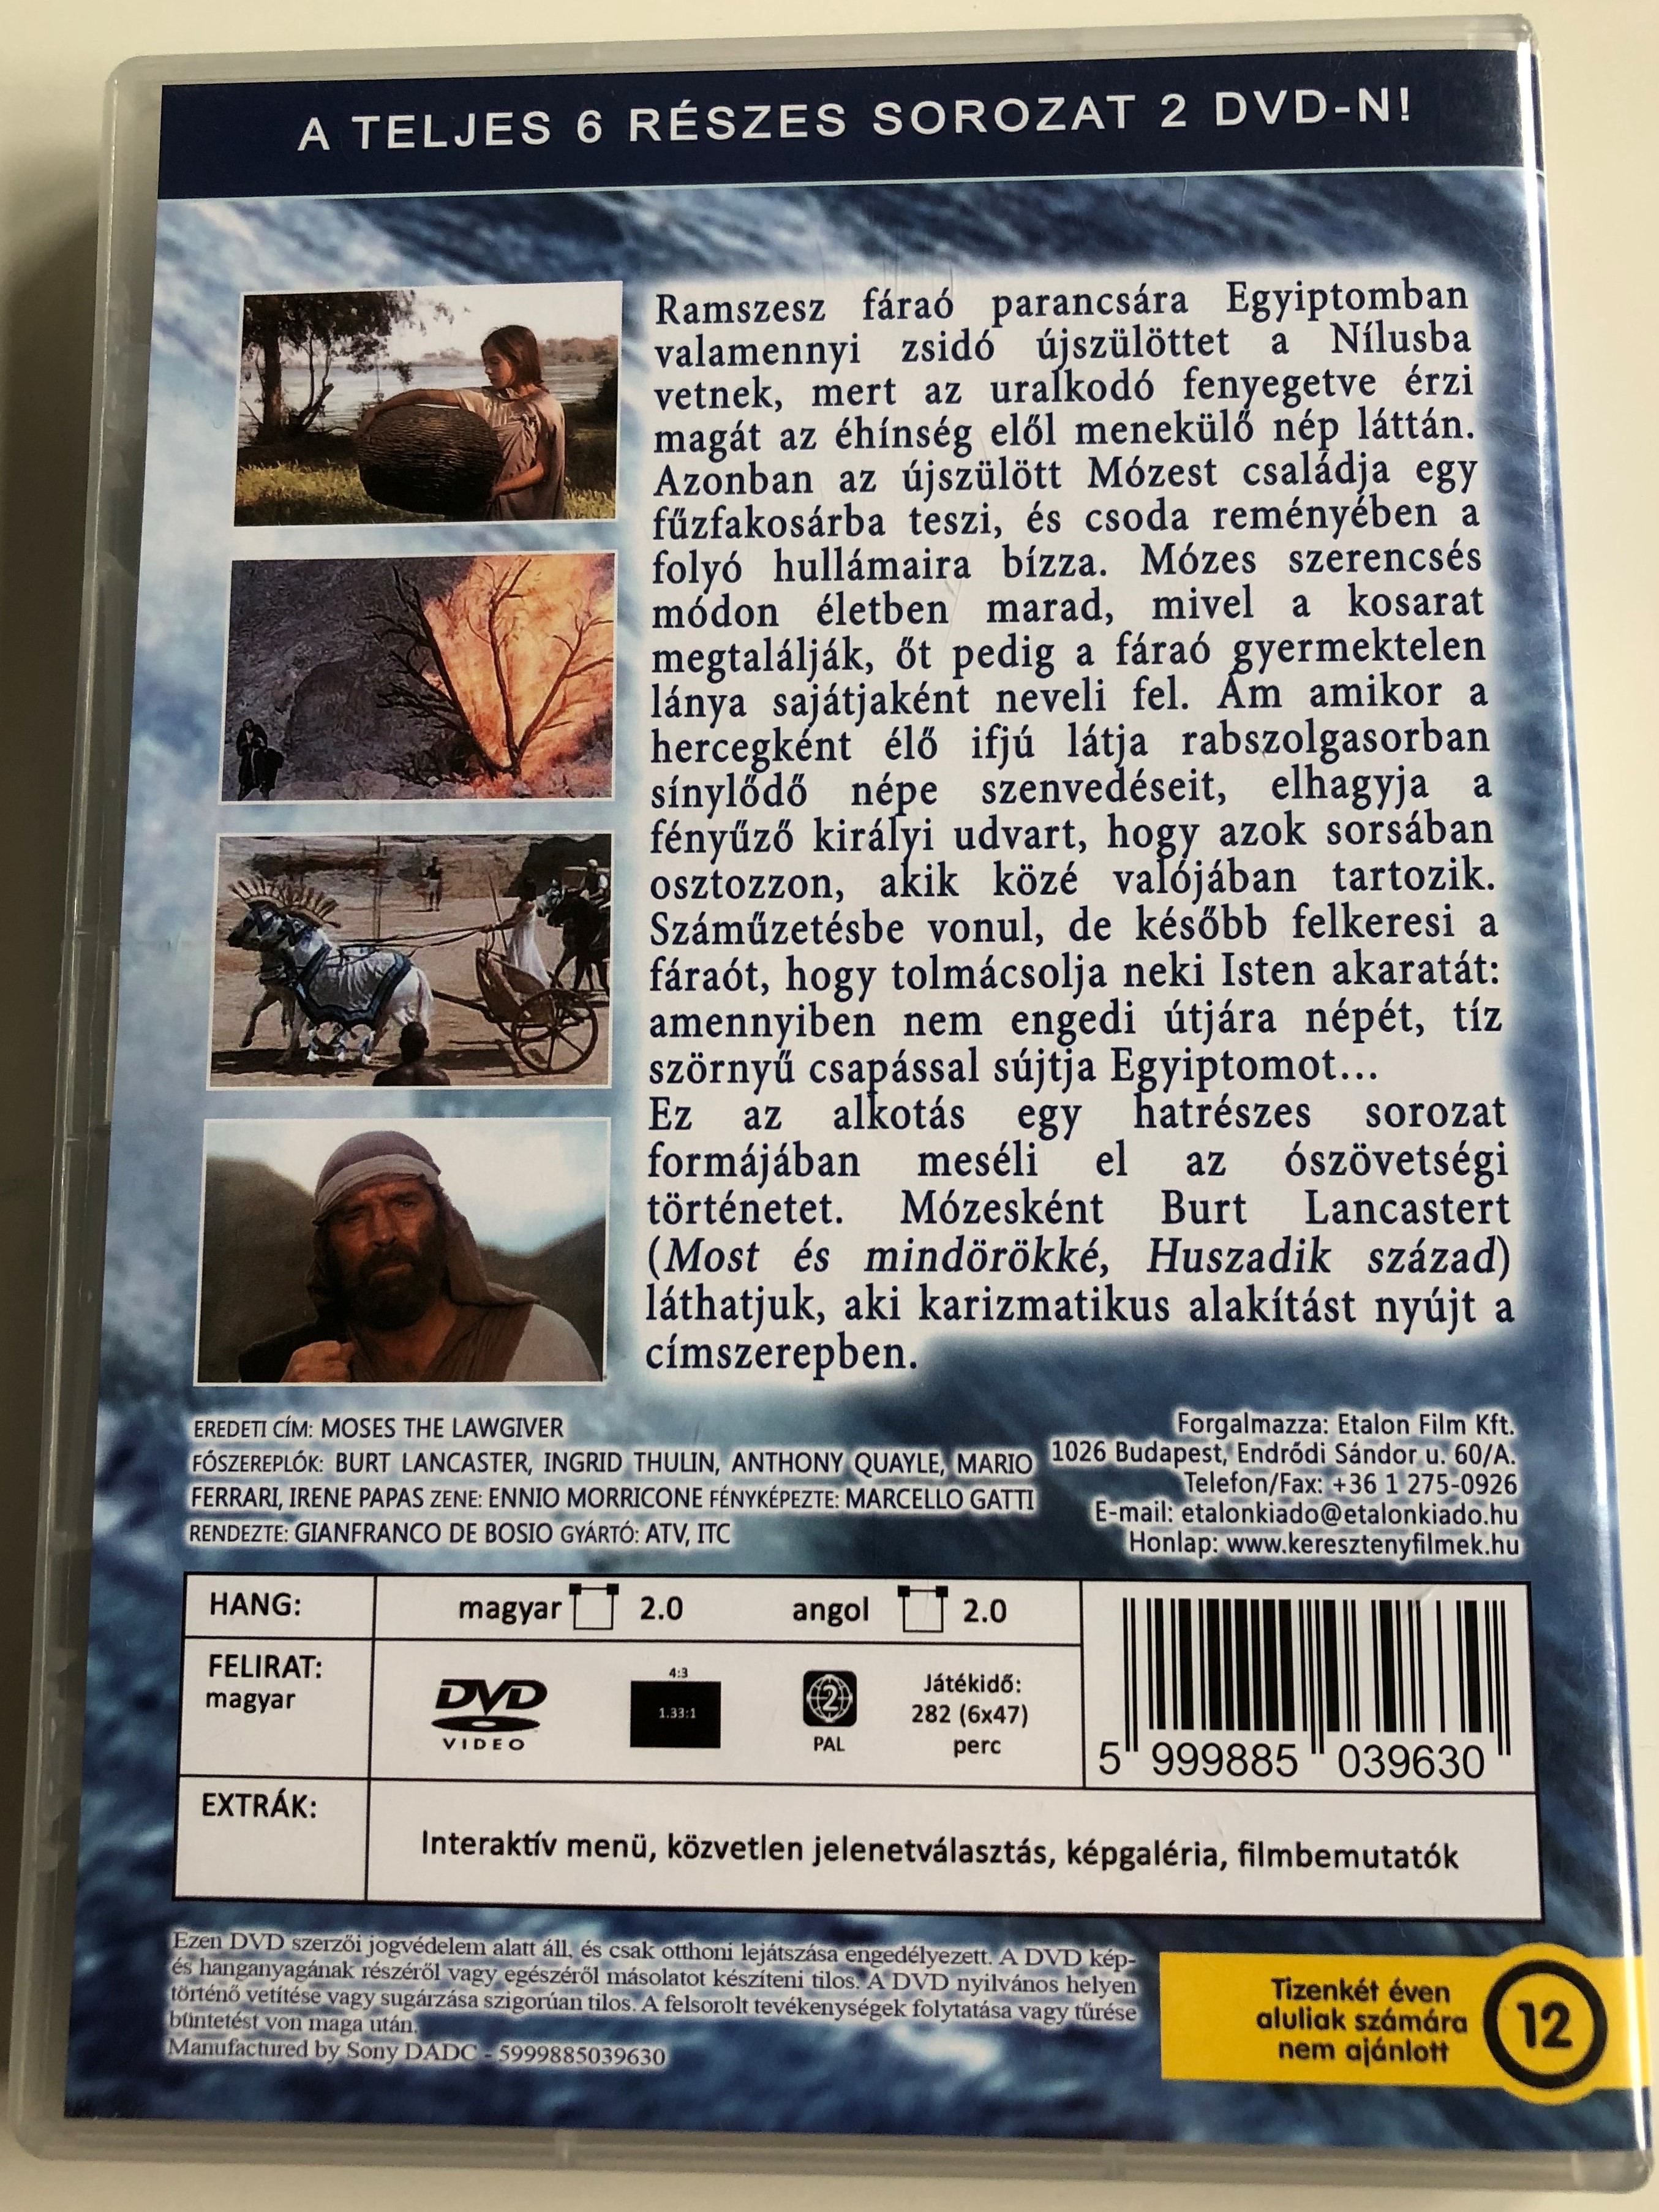 A TELJES 6 RÉSZES SOROZAT 2 DVD-N!
Ramszesz fáraó parancsára Egyiptomban
valamennyi zsidó újszülöttet a Nílusba
vetnek, mert az uralkodó fenyegetve érzi
magát az éhínség elől menekülő nép láttán.
Azonban az újszülött Mózest családja egy
fűzfakosárba teszi, és csoda reményében a
folyó hullámaira bízza. Mózes szerencsés
módon életben marad, mivel a kosarat
megtalálják, őt pedig a fáraó gyermektelen
lánya sajátjaként neveli fel. Ám amikor a
hercegként élő ifjú látja rabszolgasorban
sínylődő népe szenvedéseit, elhagyja a
fényűző királyi udvart, hogy azok sorsában
osztozzon, akik közé valójában tartozik.
Száműzetésbe vonul, de később felkeresi a
fáraót, hogy tolmácsolja neki Isten akaratát:
amennyiben nem engedi útjára népét, tíz
szörnyű csapással sújtja Egyiptomot...
Ez az alkotás egy hatrészes sorozat
formájában meséli el az ószövetségi
történetet. Mózesként Burt Lancastert
(Most és mindörökké, Huszadik század)
láthatjuk, aki karizmatikus alakítást nyújt a
címszerepben.
EREDETI CÍM: MOSES THE LAWGIVER
FŐSZEREPLŐK: BURT LANCASTER, INGRID THULIN, ANTHONY QUAYLE, MARIO
FERRARI, IRENE PAPAS ZENE: ENNIO MORRICONE FÉNYKÉPEZTE: MARCELLO GATTI
RENDEZTE: GIANFRANCO DE BOSIO GYÁRTÓ: ATV, ITC
Forgalmazza: Etalon Film Kft.
1026 Budapest, Endrődi Sándor u. 60/A.
Telefon/Fax: +36 1 275-0926
E-mail: etalonkiado@etalonkiado.hu
Honlap: www.keresztenyfilmek.hu
HANG:
magyar 2.0 angol 2.0
FELIRAT:
magyar
DVD
VIDEO
4:3
1.33:1
2
PAL
Játékidő:
282 (6x47)
perc
5 999885 039630
EXTRÁK:
Interaktív menü, közvetlen jelenetválasztás, képgaléria, filmbemutatók
Ezen DVD szerzői jogvédelem alatt áll, és csak otthoni lejátszása engedélyezett. A DVD kép-
és hanganyagának részéről vagy egészéről másolatot készíteni tilos. A DVD nyilvános helyen
történő vetítése vagy sugárzása szigorúan tilos. A felsorolt tevékenységek folytatása vagy tűrése
büntetést von maga után.
Manufactured by Sony DADC - 5999885039630
Tizenkét éven
aluliak számára
nem ajánlott
12